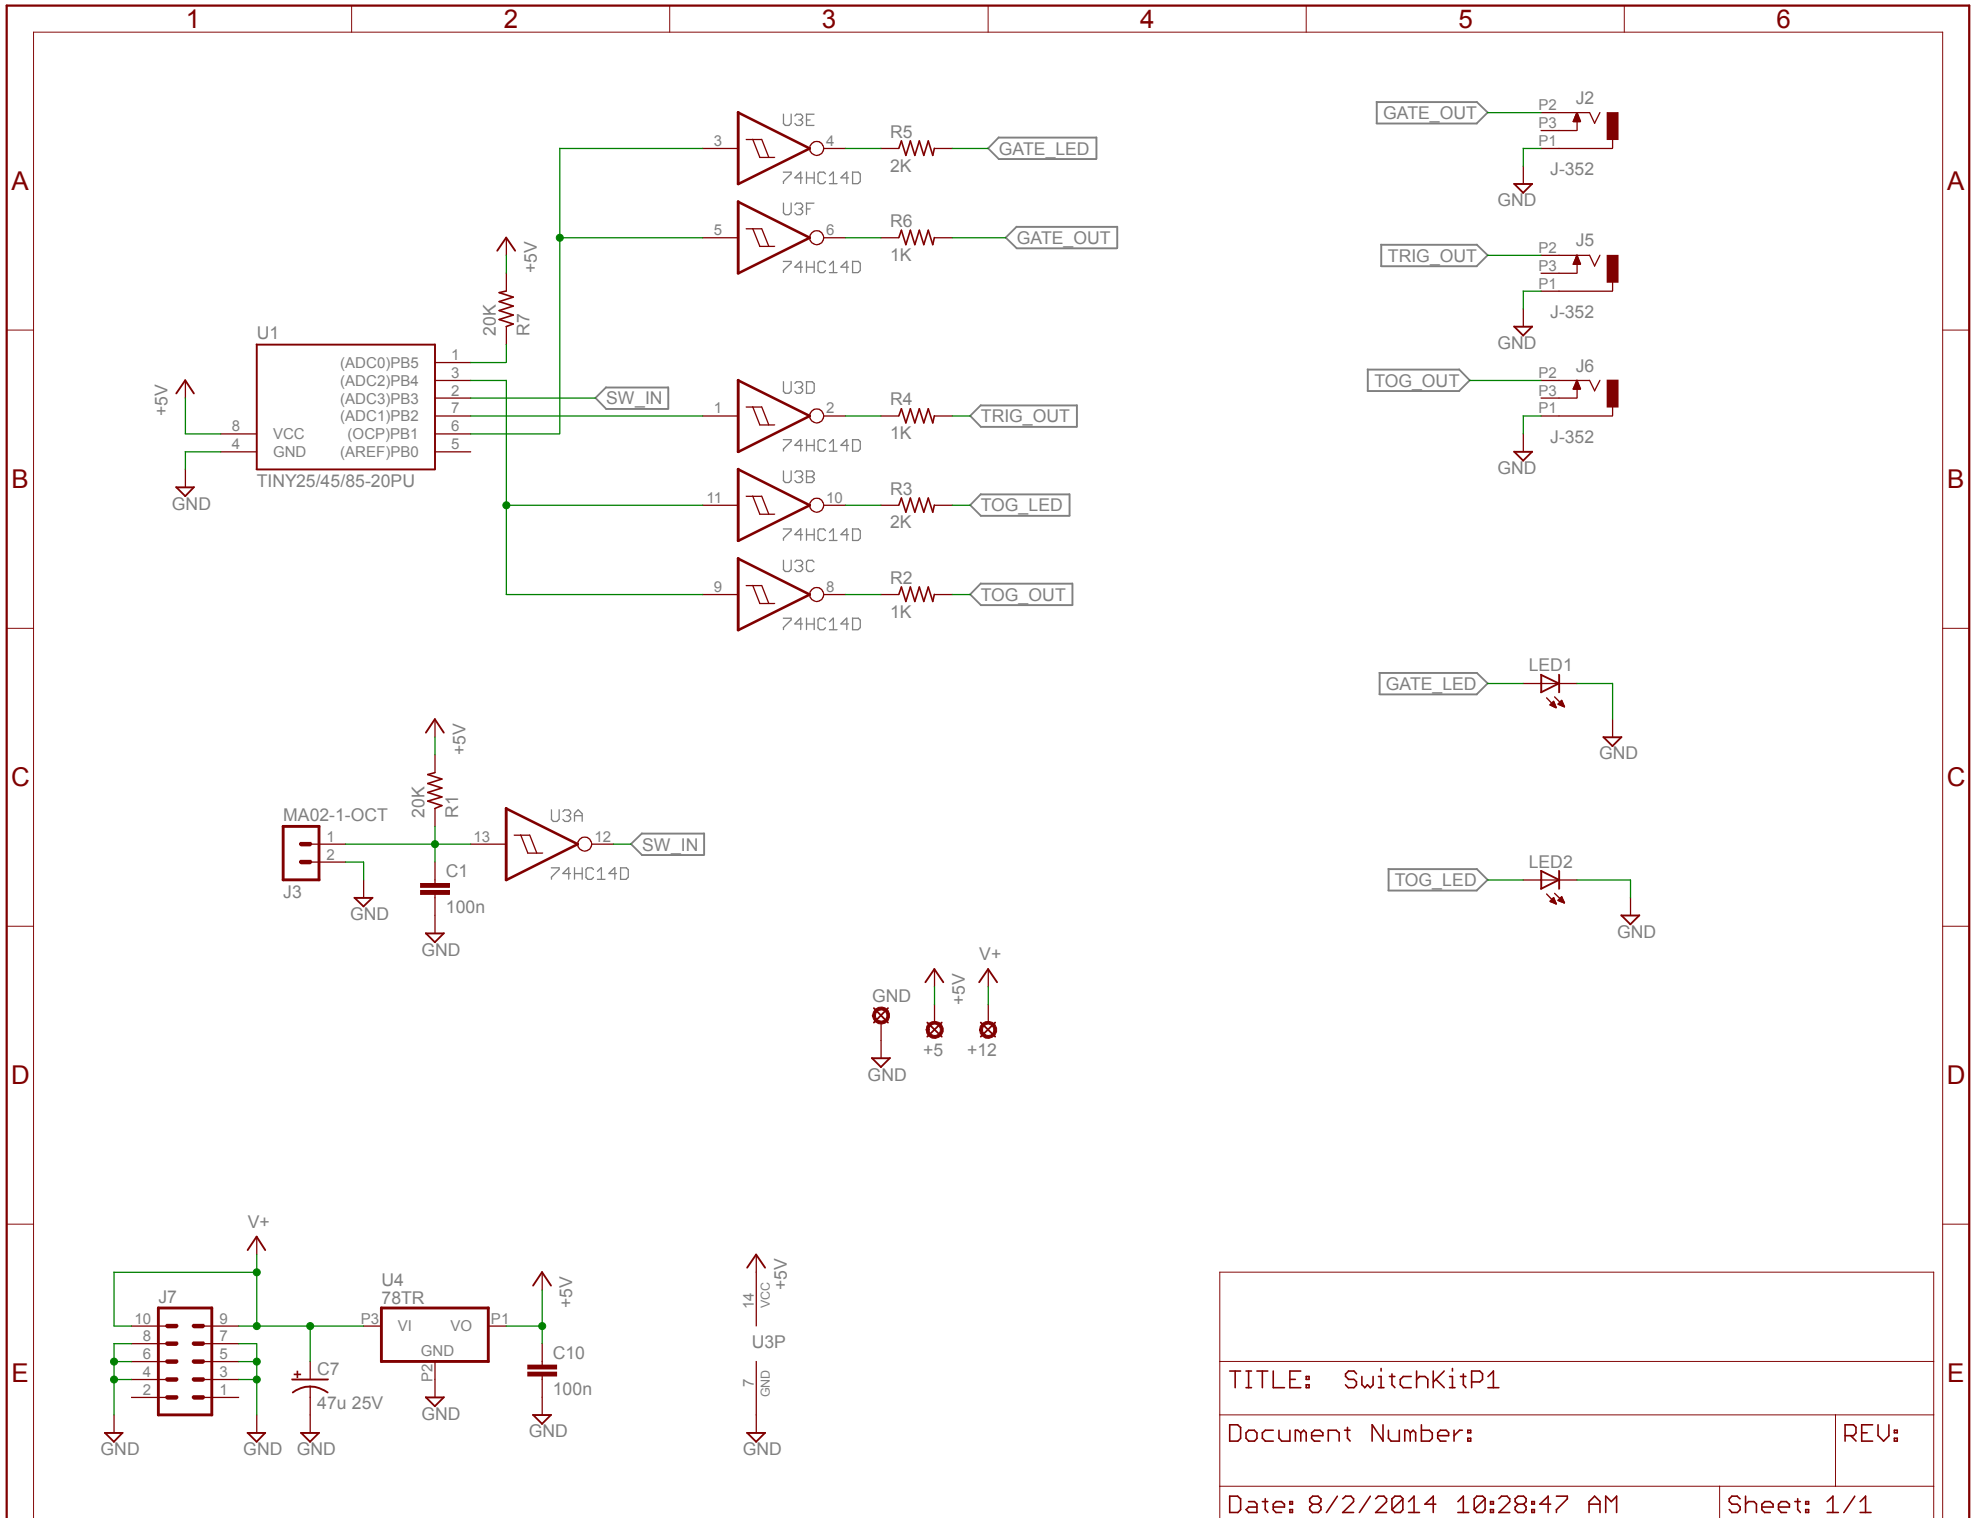 1 2 3 4 5 6
A
B
C
D
E
A
B
C
D
E
U3E
3
4
74HC14D
R5
2K
GATE_LED
U3F
5
6
74HC14D
R6
1K
GATE_OUT
+5V
20K
R7
U1
(ADC0)PB5
(ADC2)PB4
(ADC3)PB3
(ADC1)PB2
(OCP)PB1
(AREF)PB0
1
3
2
7
6
5
+5V
8
4
VCC
GND
GND
TINY25/45/85-20PU
SW_IN
U3D
1
2
74HC14D
R4
1K
TRIG_OUT
U3B
11
10
74HC14D
R3
2K
TOG_LED
U3C
9
8
74HC14D
R2
1K
TOG_OUT
GATE_OUT
P2
P3
P1
J2
J-352
GND
TRIG_OUT
P2
P3
P1
J5
J-352
GND
TOG_OUT
P2
P3
P1
J6
J-352
GND
GATE_LED
LED1
GND
TOG_LED
LED2
GND
+5V
20K
R1
MA02-1-OCT
1
2
J3
GND
C1
100n
GND
13
U3A
12
74HC14D
SW_IN
GND
GND
+5V
+5
V+
+12
V+
J7
10
8
6
4
2
9
7
5
3
1
GND
GND
C7
47u 25V
GND
U4
78TR
P3
VI
VO
P1
GND
P2
GND
+5V
C10
100n
GND
+5V
14
VCC
U3P
7
GND
GND
TITLE: SwitchKitP1
Document Number:
REV:
Date: 8/2/2014 10:28:47 AM
Sheet: 1/1